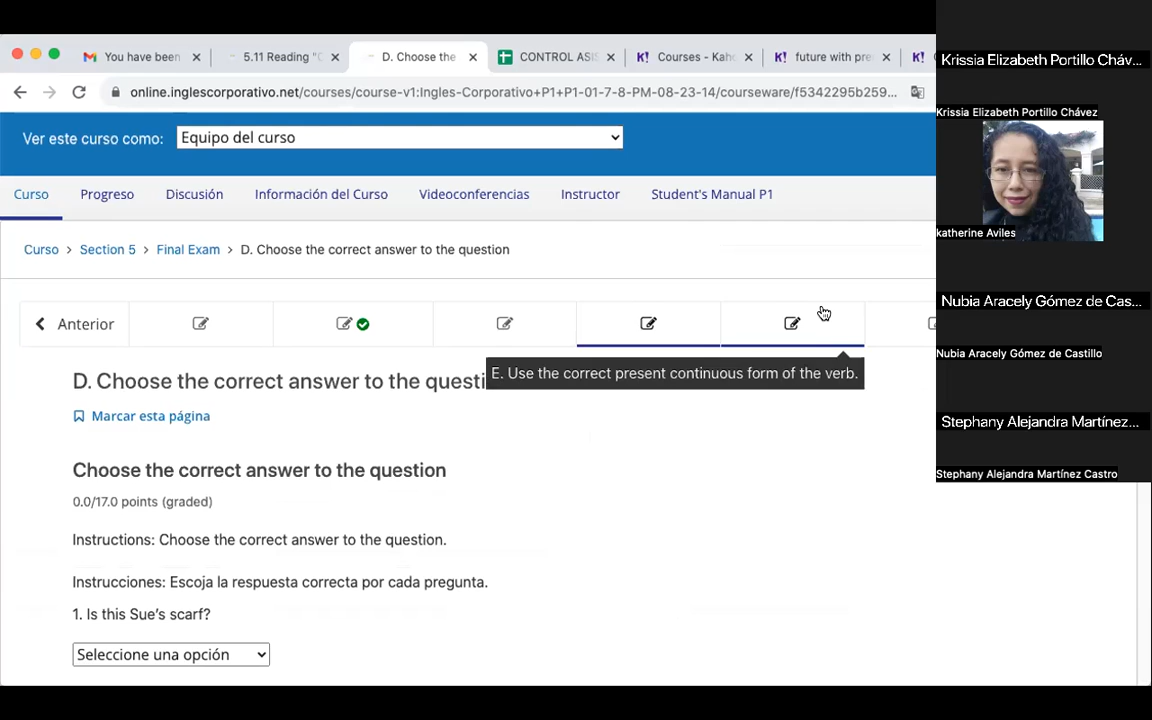 You have been
5.11 Reading "C
D. Choose the
CONTROL ASI
Courses - Kah
future with pre
online.inglescorporativo.net/courses/course-v1:Ingles-Corporativo+P1+P1-01-7-8-PM-08-23-14/courseware/f5342295b259...
Ver este curso como:
Equipo del curso
Curso
Progreso
Discusión
Información del Curso
Videoconferencias
Instructor
Student's Manual P1
Curso > Section 5 > Final Exam > D. Choose the correct answer to the question
Anterior
E. Use the correct present continuous form of the verb.
D. Choose the correct answer to the questi
Marcar esta página
Choose the correct answer to the question
0.0/17.0 points (graded)
Instructions: Choose the correct answer to the question.
Instrucciones: Escoja la respuesta correcta por cada pregunta.
1. Is this Sue's scarf?
Seleccione una opción
Krissia Elizabeth Portillo Cháv...
Krissia Elizabeth Portillo Chávez
katherine Aviles
Nubia Aracely Gómez de Cas...
Nubia Aracely Gómez de Castillo
Stephany Alejandra Martínez...
Stephany Alejandra Martínez Castro